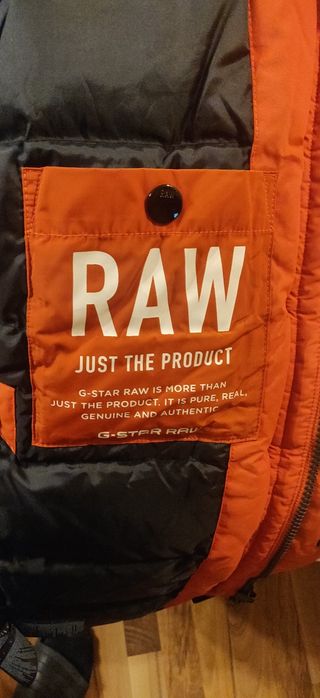 RAW
RAW
JUST THE PRODUCT
G-STAR RAW IS MORE THAN
JUST THE PRODUCT. IT IS PURE, REAL,
GENUINE AND AUTHENTIC
G-STAR RAW